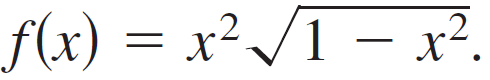 f(x) = x²√(1 − x²).